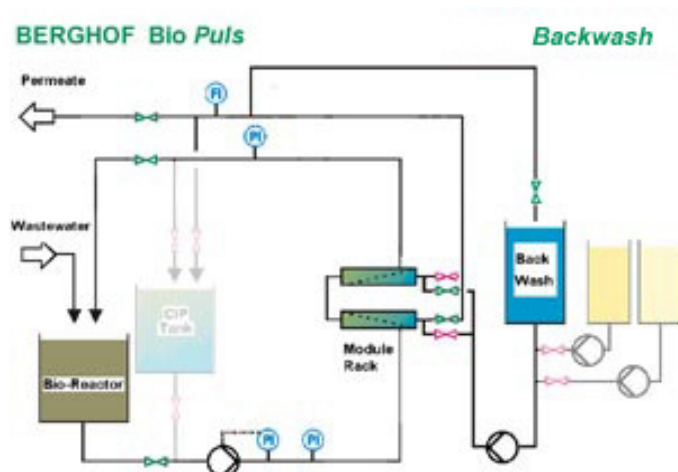 BERGHOF Bio Puls
Backwash
Permeate
FI
PI
Wastewater
CIP
Tank
Back
Wash
Module
Rack
Bio-Reactor
PI
PI